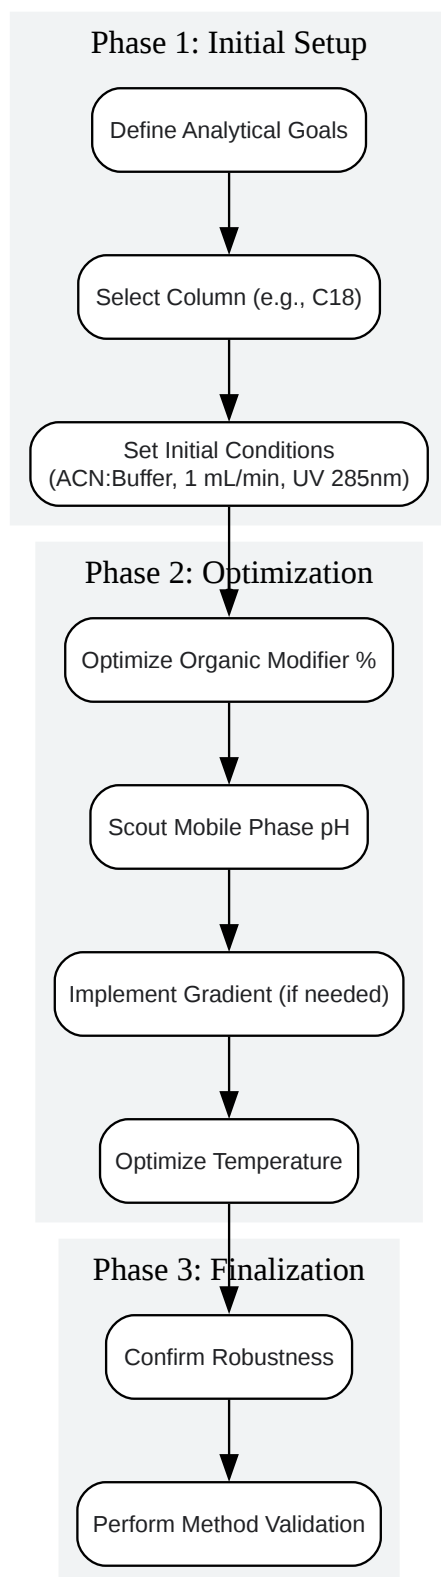 Phase 1: Initial Setup
Define Analytical Goals
Select Column (e.g., C18)
Set Initial Conditions
(ACN:Buffer, 1 mL/min, UV 285nm)
Phase 2: Optimization
Optimize Organic Modifier %
Scout Mobile Phase pH
Implement Gradient (if needed)
Optimize Temperature
Phase 3: Finalization
Confirm Robustness
Perform Method Validation